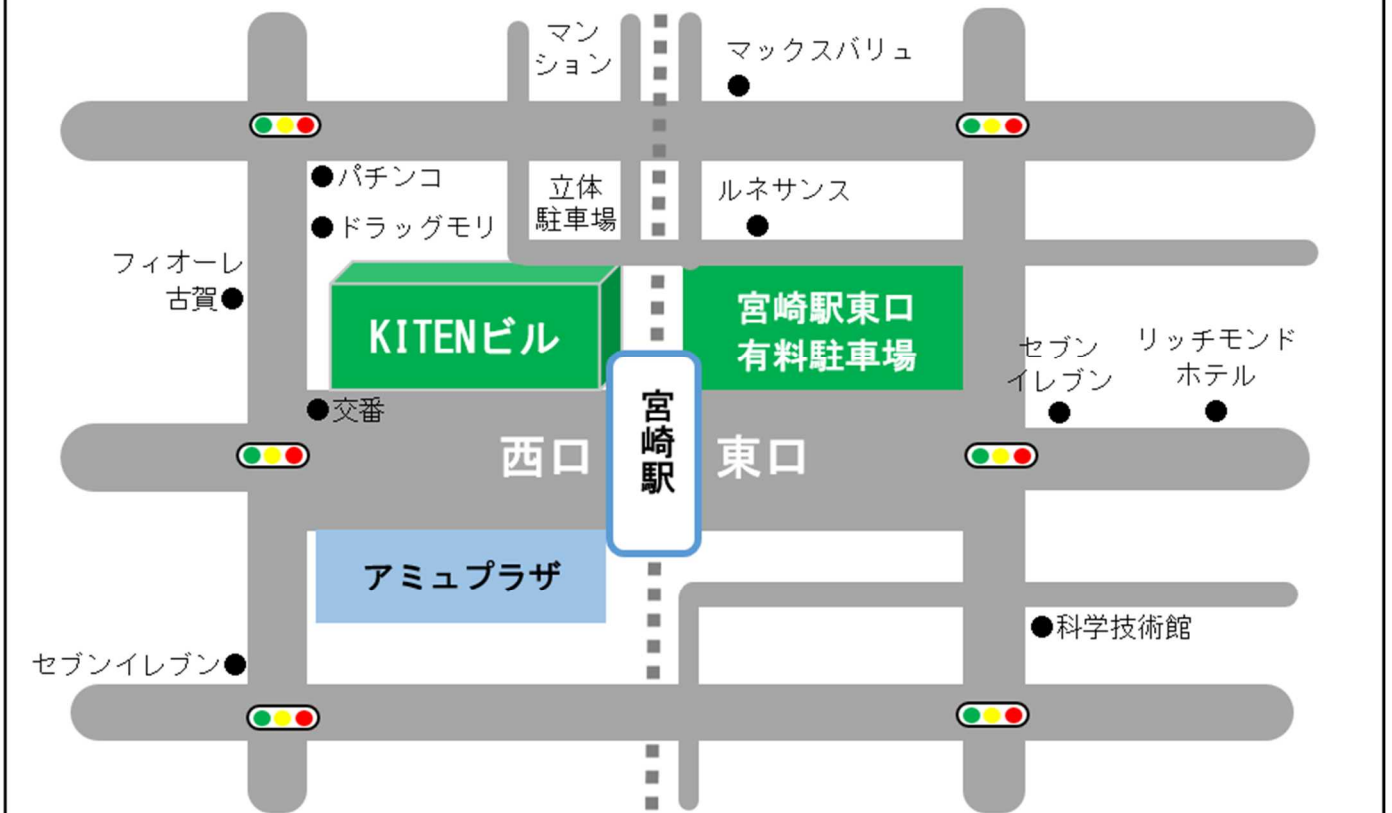 マン
ション
マックスバリュ
パチンコ
立体
駐車場
ルネサンス
ドラッグモリ
フィオーレ
古賀
KITENビル
宮崎駅東口
有料駐車場
セブン
イレブン
リッチモンド
ホテル
交番
西口
宮崎駅
東口
アミュプラザ
科学技術館
セブンイレブン